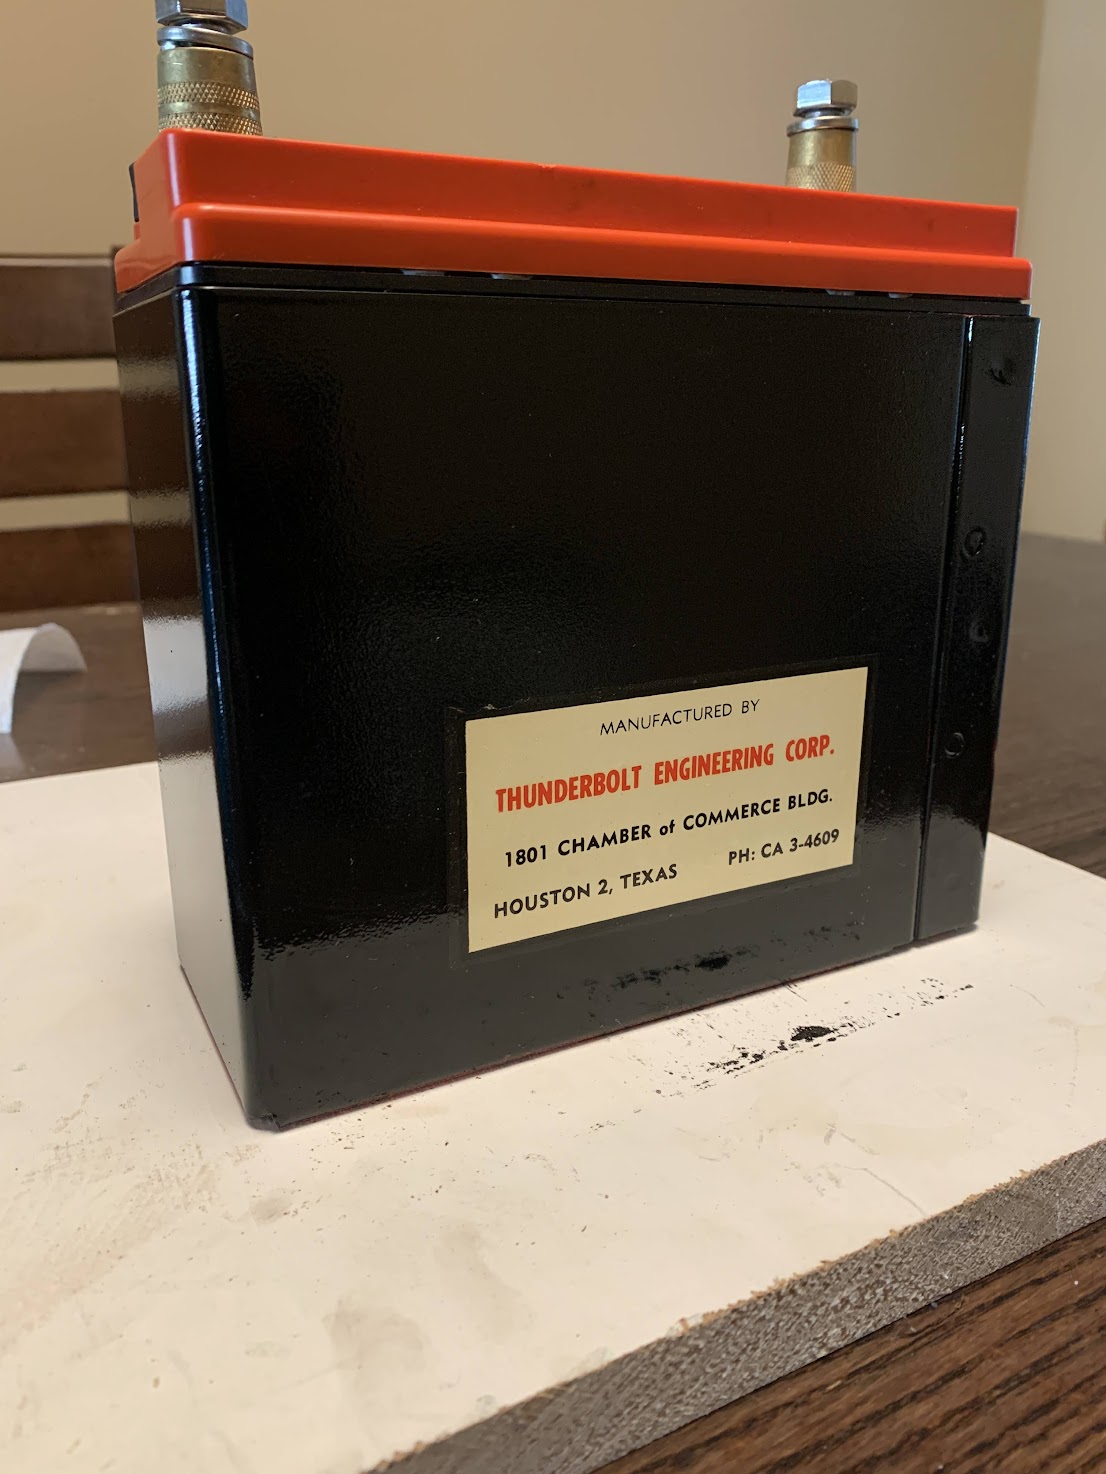 MANUFACTURED BY
THUNDERBOLT ENGINEERING CORP.
1801 CHAMBER of COMMERCE BLDG.
HOUSTON 2, TEXAS PH: CA 3-4609